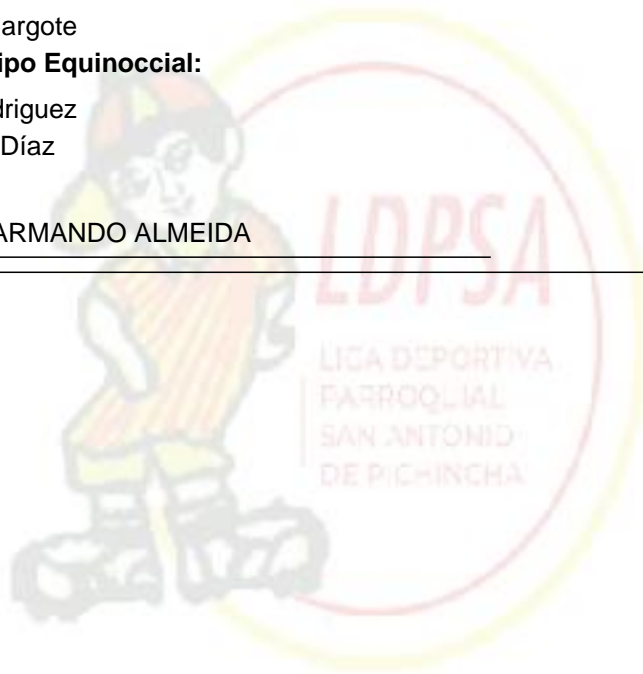 argote
ipo Equinoccial:
driguez
Díaz
ARMANDO ALMEIDA
LDPSA
LIGA DEPORTIVA
PARROQUIAL
SAN ANTONIO
DE PICHINCHA